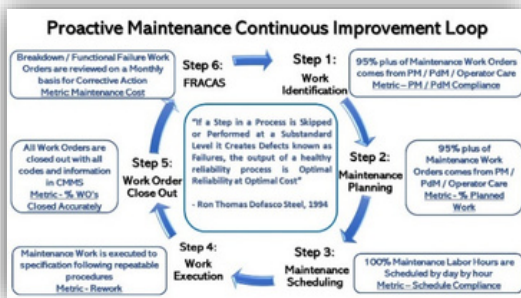 Proactive Maintenance Continuous Improvement Loop
Step 1:
Work
Identification
95% plus of Maintenance Work Orders
comes from PM / PdM / Operator Care
Metric – PM / PdM Compliance
Step 2:
Maintenance
Planning
95% plus of
Maintenance Work
Orders comes from PM /
PdM / Operator Care
Metric - % Planned
Work
Step 3:
Maintenance
Scheduling
100% Maintenance Labor Hours are
Scheduled by day by hour
Metric – Schedule Compliance
Step 4:
Work
Execution
Maintenance Work is executed to
specification following repeatable
procedures
Metric - Rework
Step 5:
Work Order
Close Out
All Work Orders are
closed out with all
codes and information in
CMMS
Metric - % WO's
Closed Accurately
Step 6:
FRACAS
Breakdown / Functional Failure Work
Orders are reviewed on a Monthly
basis for Corrective Action
Metric: Maintenance Cost
"If a Step in a Process is Skipped
or Performed at a Substandard
Level it Creates Defects known as
Failures, the output of a healthy
reliability process is Optimal
Reliability at Optimal Cost"
- Ron Thomas Dofasco Steel, 1994